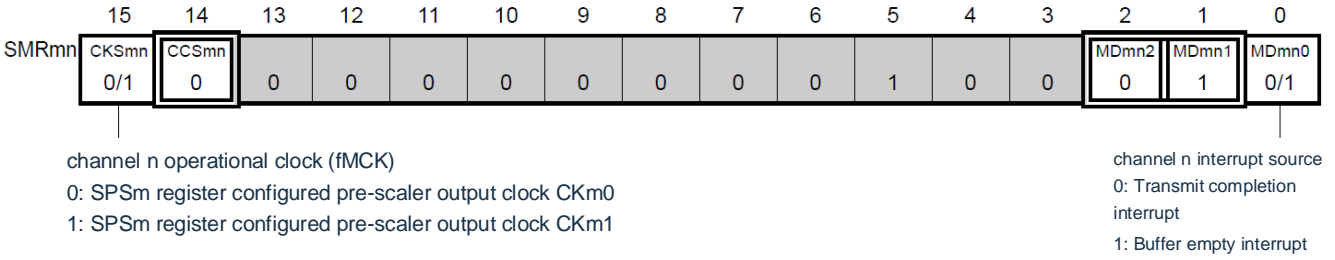 15 14 13 12 11 10 9 8 7 6 5 4 3 2 1 0
SMRmn CKSmn CCSmn MDmn2 MDmn1 MDmn0
0/1 0 0 0 0 0 0 0 0 0 1 0 0 0 1 0/1
channel n operational clock (fMCK)
0: SPSm register configured pre-scaler output clock CKm0
1: SPSm register configured pre-scaler output clock CKm1
channel n interrupt source
0: Transmit completion
interrupt
1: Buffer empty interrupt